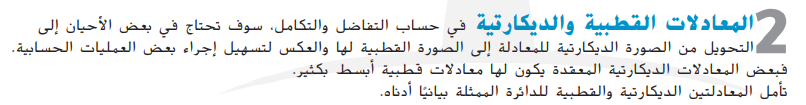 2 المعادلات القطبية والديكارتية في حساب التفاضل والتكامل، سوف تحتاج في بعض الأحيان إلى
التحويل من الصورة الديكارتية للمعادلة إلى الصورة القطبية لها والعكس لتسهيل إجراء بعض العمليات الحسابية.
فبعض المعادلات الديكارتية المعقدة يكون لها معادلات قطبية أبسط بكثير.
تأمل المعادلتين الديكارتية والقطبية للدائرة الممثلة بيانيًا أدناه.